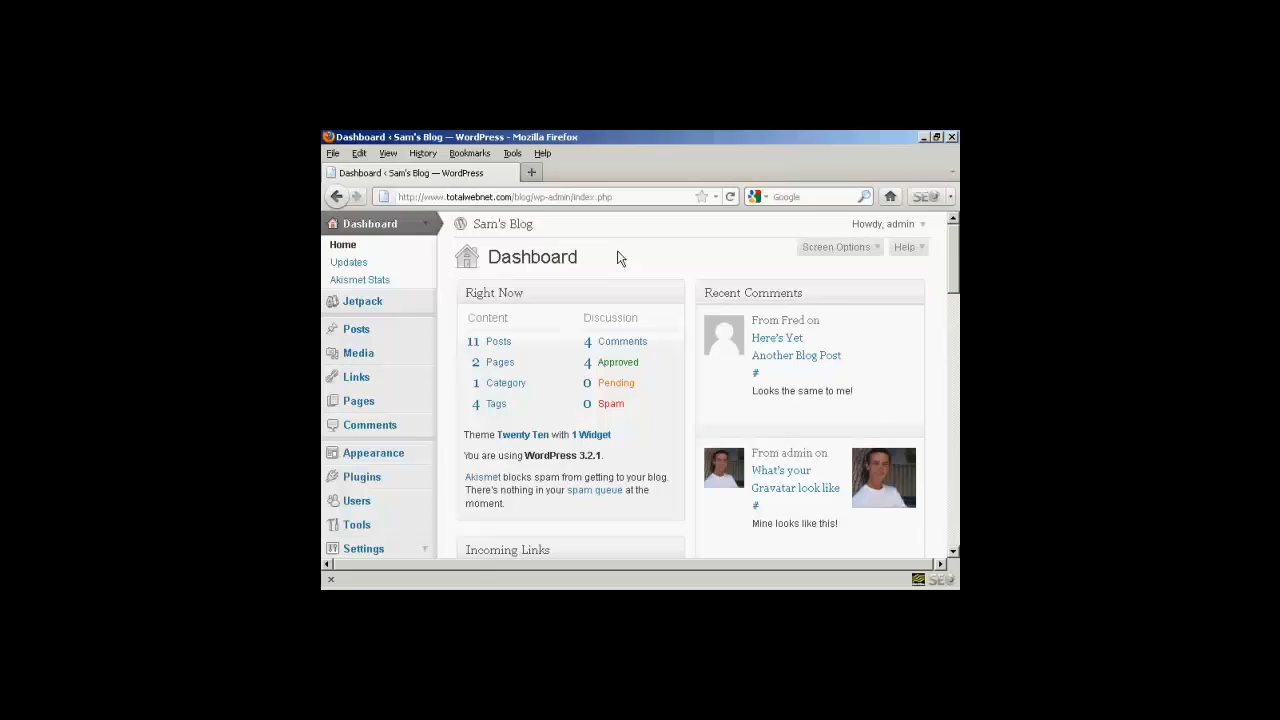 Dashboard ‹ Sam's Blog — WordPress - Mozilla Firefox
File Edit View History Bookmarks Tools Help
Dashboard ‹ Sam's Blog — WordPress
http://www.totalwebnet.com/blog/wp-admin/index.php
Google
SEO
Dashboard
Home
Updates
Akismet Stats
Jetpack
Posts
Media
Links
Pages
Comments
Appearance
Plugins
Users
Tools
Settings
Sam's Blog
Howdy, admin
Screen Options
Help
Dashboard
Right Now
Content Discussion
11 Posts 4 Comments
2 Pages 4 Approved
1 Category 0 Pending
4 Tags 0 Spam
Theme Twenty Ten with 1 Widget
You are using WordPress 3.2.1.
Akismet blocks spam from getting to your blog.
There's nothing in your spam queue at the
moment.
Incoming Links
Recent Comments
From Fred on
Here's Yet
Another Blog Post
#
Looks the same to me!
From admin on
What's your
Gravatar look like
#
Mine looks like this!
SEO